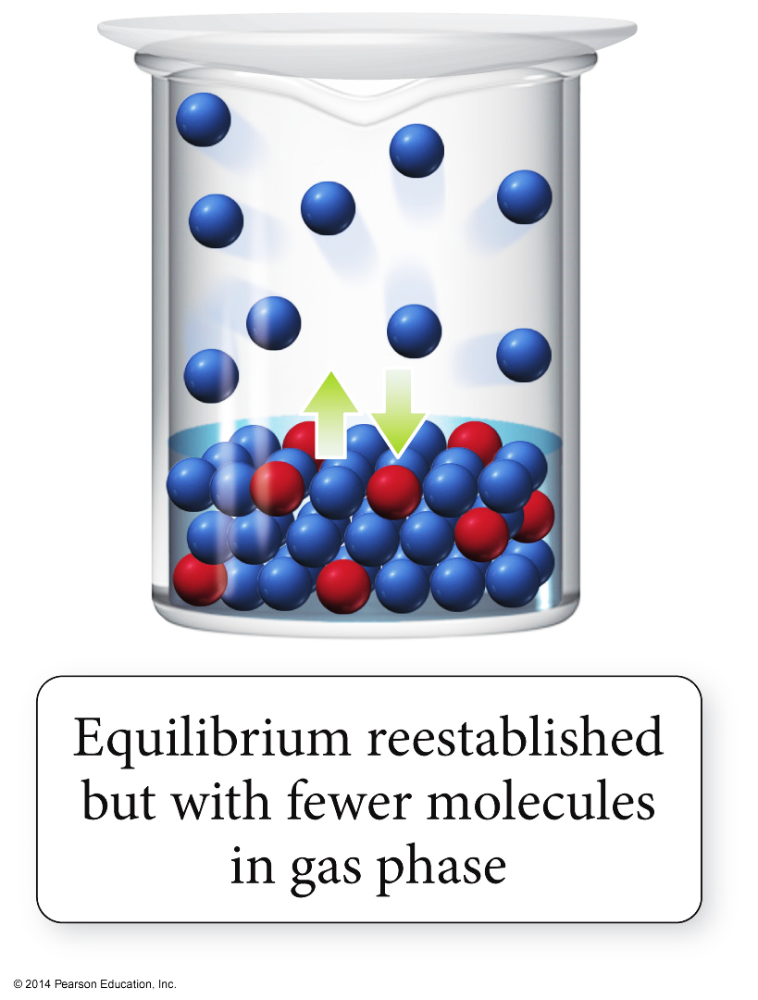 Equilibrium reestablished
but with fewer molecules
in gas phase
© 2014 Pearson Education, Inc.